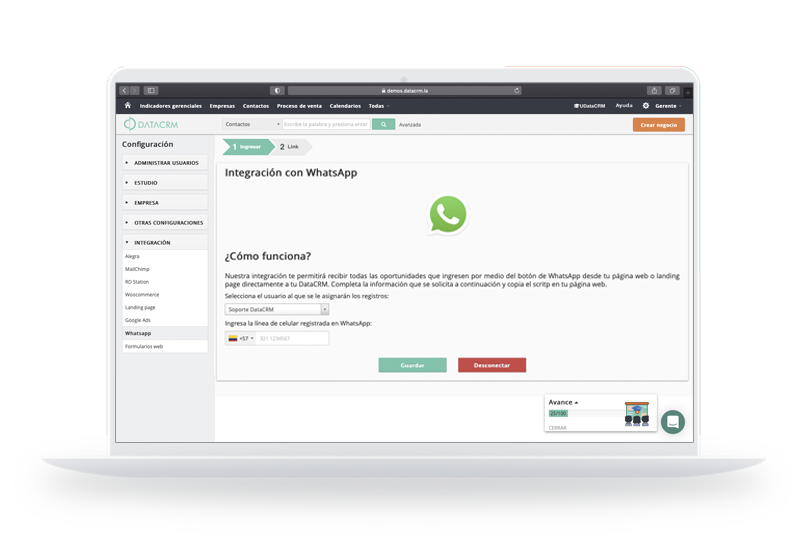 demos.datacrm.la
Indicadores gerenciales Empresas Contactos Proceso de venta Calendarios Todas
UDataCRM Ayuda Gerente
DATACRM
Contactos Escribe la palabra y presiona enter Avanzada
Crear negocio
Configuración
ADMINISTRAR USUARIOS
ESTUDIO
EMPRESA
OTRAS CONFIGURACIONES
INTEGRACIÓN
Alegra
MailChimp
RD Station
Woocommerce
Landing page
Google Ads
Whatsapp
Formularios web
1 Ingresar 2 Link
Integración con WhatsApp
¿Cómo funciona?
Nuestra integración te permitirá recibir todas las oportunidades que ingresen por medio del botón de WhatsApp desde tu página web o landing
page directamente a tu DataCRM. Completa la información que se solicita a continuación y copia el scritp en tu página web.
Selecciona el usuario al que se le asignarán los registros:
Soporte DataCRM
Ingresa la línea de celular registrada en WhatsApp:
+57 321 1234567
Guardar Desconectar
Avance
25/100
CERRAR